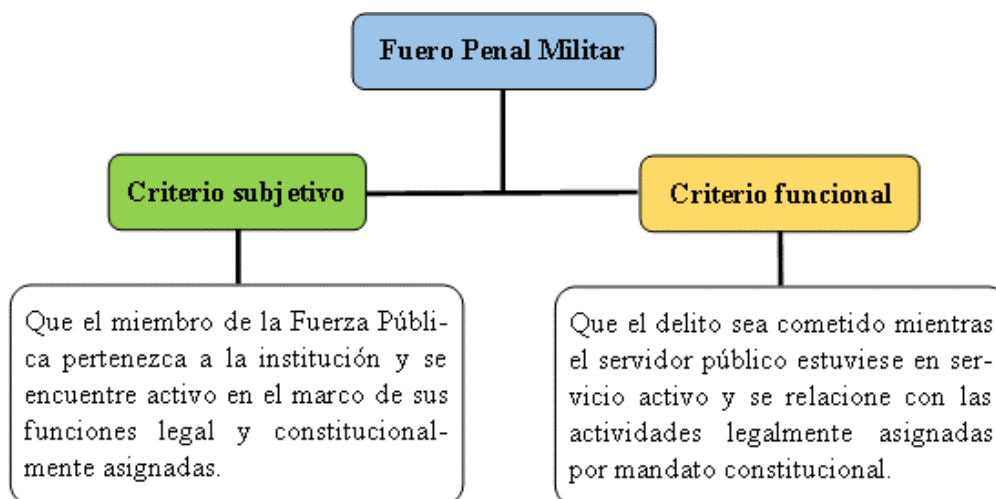 Fuero Penal Militar
Criterio subjetivo
Criterio funcional
Que el miembro de la Fuerza Públi-
ca pertenezca a la institución y se
encuentre activo en el marco de sus
funciones legal y constitucional-
mente asignadas.
Que el delito sea cometido mientras
el servidor público estuviese en ser-
vicio activo y se relacione con las
actividades legalmente asignadas
por mandato constitucional.